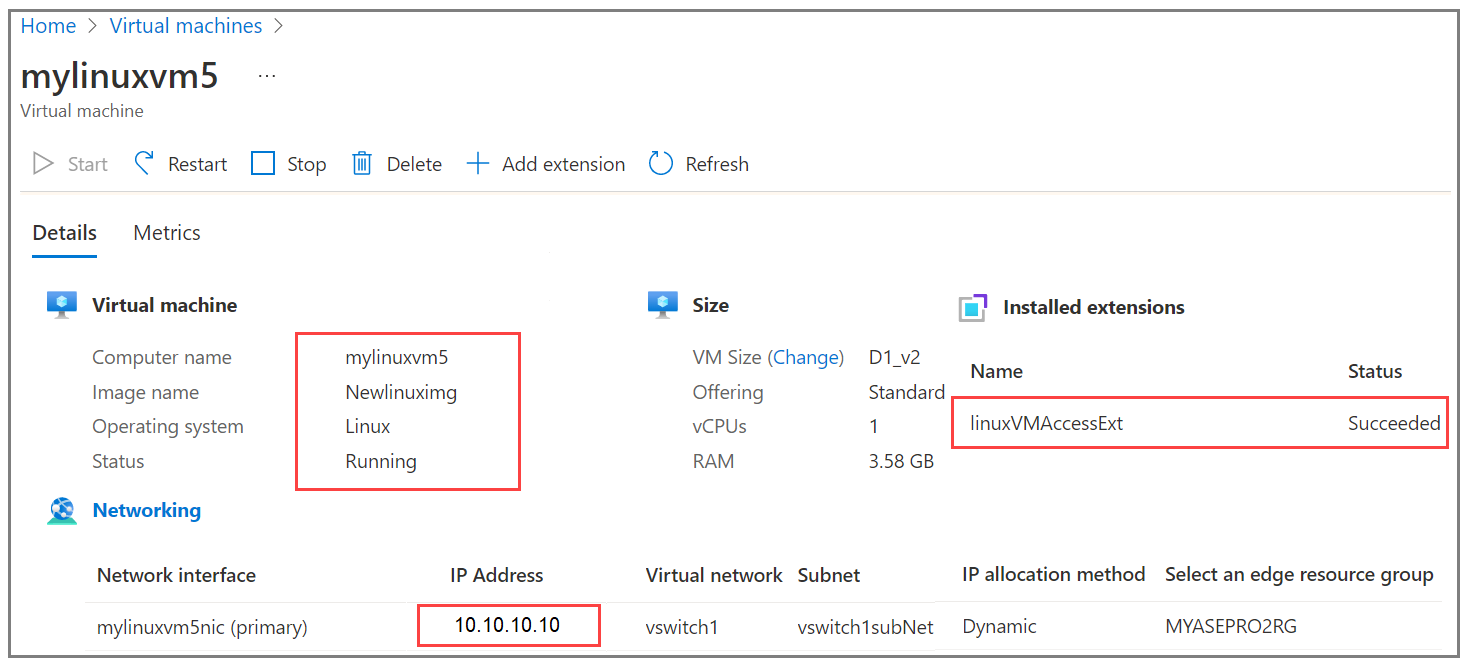 Home > Virtual machines >
mylinuxvm5 ...
Virtual machine
Start Restart Stop Delete Add extension Refresh
Details Metrics
Virtual machine
Computer name mylinuxvm5
Image name Newlinuximg
Operating system Linux
Status Running
Size
VM Size (Change) D1_v2
Offering Standard
vCPUs 1
RAM 3.58 GB
Installed extensions
Name Status
linuxVMAccessExt Succeeded
Networking
Network interface IP Address Virtual network Subnet IP allocation method Select an edge resource group
mylinuxvm5nic (primary) 10.10.10.10 vswitch1 vswitch1subNet Dynamic MYASEPRO2RG